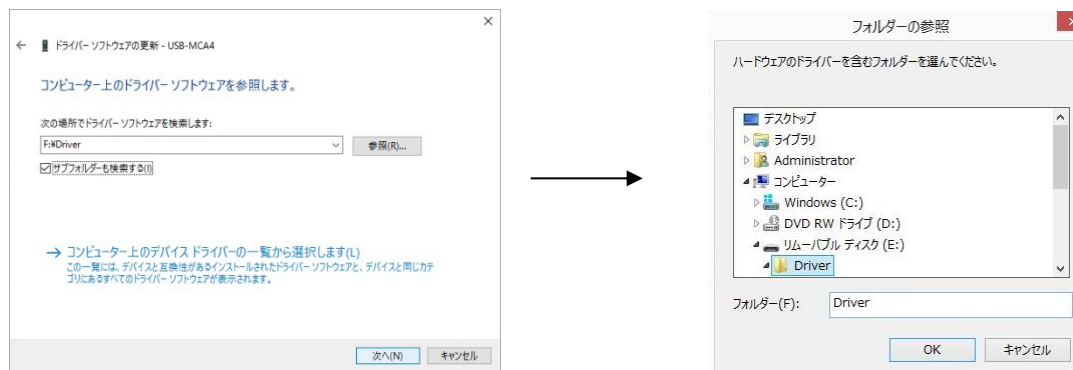 ドライバー ソフトウェアの更新 - USB-MCA4
コンピューター上のドライバー ソフトウェアを参照します。
次の場所でドライバー ソフトウェアを検索します:
F:¥Driver
参照(R)...
サブフォルダーも検索する(I)
コンピューター上のデバイス ドライバーの一覧から選択します(L)
この一覧には、デバイスと互換性があるインストールされたドライバー ソフトウェアと、デバイスと同じカテ
ゴリにあるすべてのドライバー ソフトウェアが表示されます。
次へ(N)
キャンセル
フォルダーの参照
ハードウェアのドライバーを含むフォルダーを選んでください。
デスクトップ
ライブラリ
Administrator
コンピューター
Windows (C:)
DVD RW ドライブ (D:)
リムーバブル ディスク (E:)
Driver
フォルダー(F):
Driver
OK
キャンセル